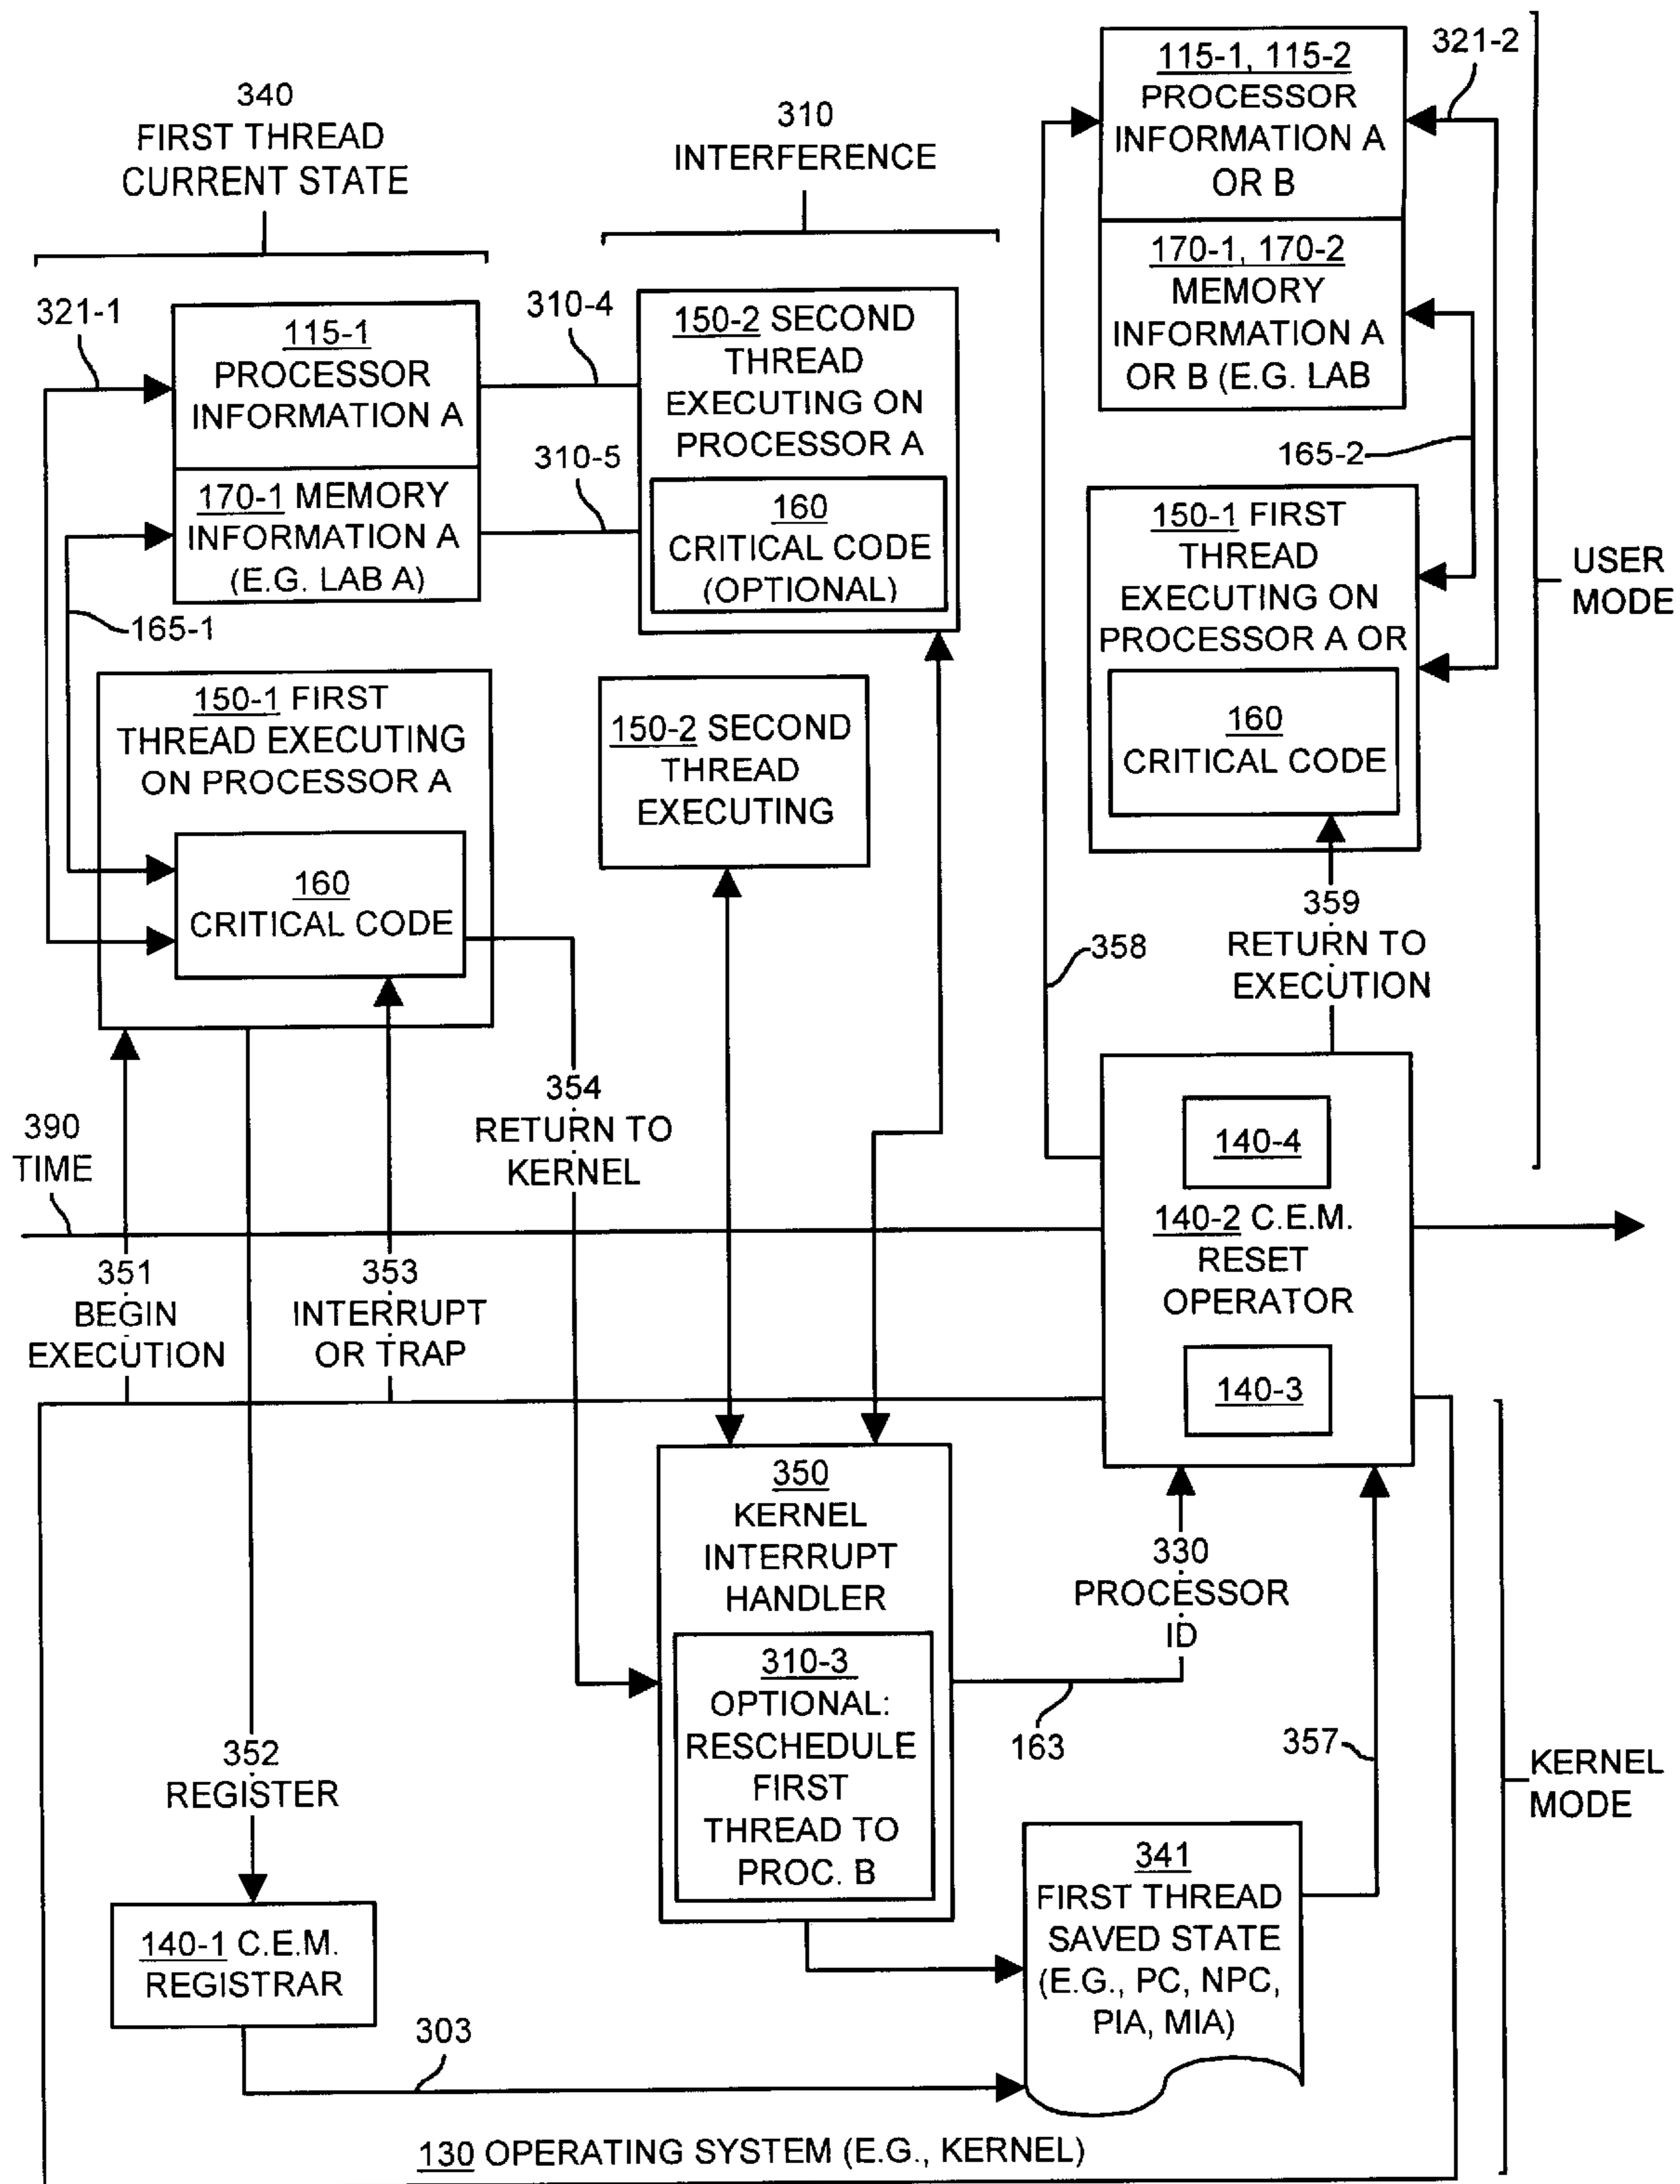 340
FIRST THREAD
CURRENT STATE
310
INTERFERENCE
115-1, 115-2
PROCESSOR
INFORMATION A
OR B
321-2
170-1, 170-2
MEMORY
INFORMATION A
OR B (E.G. LAB
165-2
321-1
115-1
PROCESSOR
INFORMATION A
170-1 MEMORY
INFORMATION A
(E.G. LAB A)
165-1
310-4
310-5
150-2 SECOND
THREAD
EXECUTING ON
PROCESSOR A
160
CRITICAL CODE
(OPTIONAL)
150-1 FIRST
THREAD
EXECUTING ON
PROCESSOR A OR
160
CRITICAL CODE
USER
MODE
150-1 FIRST
THREAD EXECUTING
ON PROCESSOR A
160
CRITICAL CODE
150-2 SECOND
THREAD
EXECUTING
358
359
RETURN TO
EXECUTION
354
RETURN TO
KERNEL
390
TIME
140-4
140-2 C.E.M.
RESET
OPERATOR
140-3
351
BEGIN
EXECUTION
353
INTERRUPT
OR TRAP
350
KERNEL
INTERRUPT
HANDLER
310-3
OPTIONAL:
RESCHEDULE
FIRST
THREAD TO
PROC. B
330
PROCESSOR
ID
163
357
KERNEL
MODE
352
REGISTER
140-1 C.E.M.
REGISTRAR
303
341
FIRST THREAD
SAVED STATE
(E.G., PC, NPC,
PIA, MIA)
130 OPERATING SYSTEM (E.G., KERNEL)